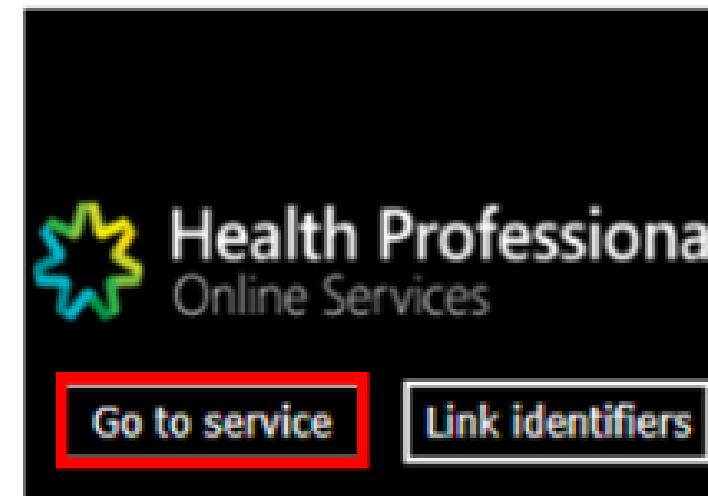 Health Professiona
Online Services
Go to service
Link identifiers